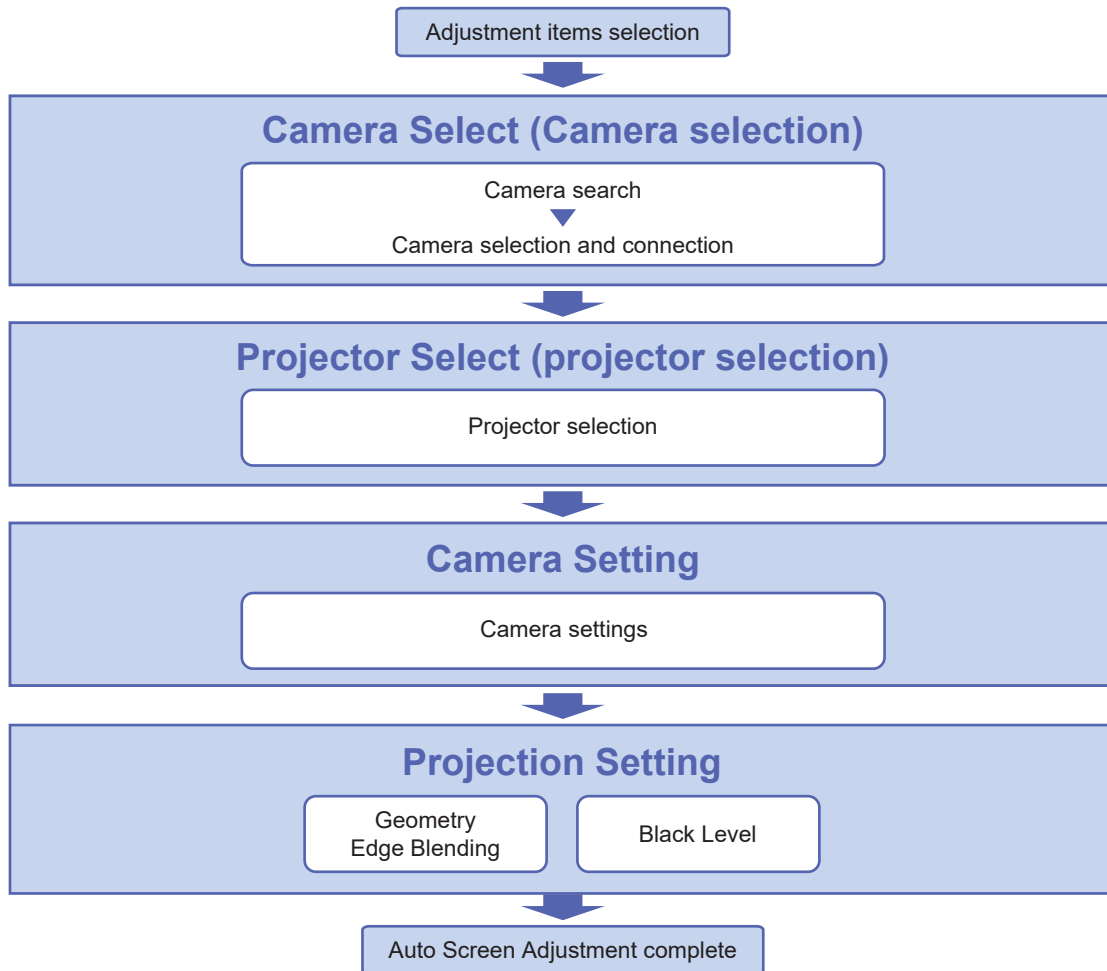 Adjustment items selection
Camera Select (Camera selection)
Camera search
Camera selection and connection
Projector Select (projector selection)
Projector selection
Camera Setting
Camera settings
Projection Setting
Geometry
Edge Blending
Black Level
Auto Screen Adjustment complete